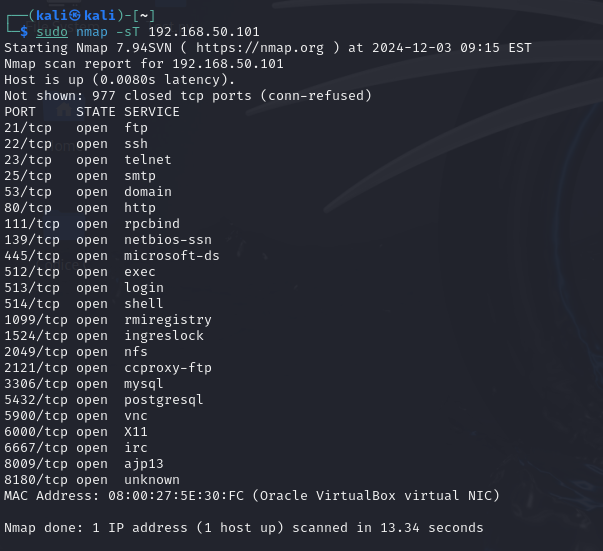 ┌──(kali㉿kali)-[~]
└─$ sudo nmap -sT 192.168.50.101
Starting Nmap 7.94SVN ( https://nmap.org ) at 2024-12-03 09:15 EST
Nmap scan report for 192.168.50.101
Host is up (0.0080s latency).
Not shown: 977 closed tcp ports (conn-refused)
PORT     STATE SERVICE
21/tcp   open  ftp
22/tcp   open  ssh
23/tcp   open  telnet
25/tcp   open  smtp
53/tcp   open  domain
80/tcp   open  http
111/tcp  open  rpcbind
139/tcp  open  netbios-ssn
445/tcp  open  microsoft-ds
512/tcp  open  exec
513/tcp  open  login
514/tcp  open  shell
1099/tcp open  rmiregistry
1524/tcp open  ingreslock
2049/tcp open  nfs
2121/tcp open  ccproxy-ftp
3306/tcp open  mysql
5432/tcp open  postgresql
5900/tcp open  vnc
6000/tcp open  X11
6667/tcp open  irc
8009/tcp open  ajp13
8180/tcp open  unknown
MAC Address: 08:00:27:5E:30:FC (Oracle VirtualBox virtual NIC)
Nmap done: 1 IP address (1 host up) scanned in 13.34 seconds